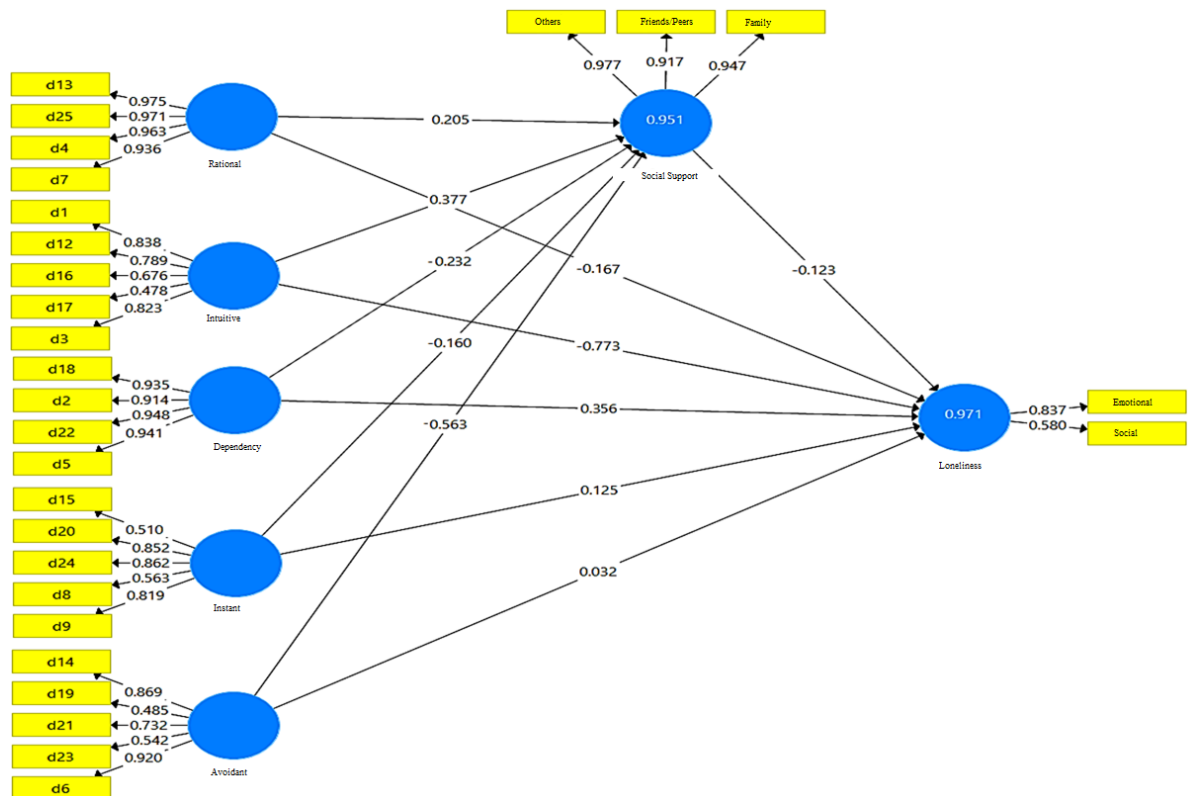 Others
Friends/Peers
Family
0.977
0.917
0.947
0.951
Social Support
d13
d25
d4
d7
0.975
0.971
0.963
0.936
Rational
d1
d12
d16
d17
d3
0.838
0.789
0.676
0.478
0.823
Intuitive
d18
d2
d22
d5
0.935
0.914
0.948
0.941
Dependency
d15
d20
d24
d8
d9
0.510
0.852
0.862
0.563
0.819
Instant
d14
d19
d21
d23
d6
0.869
0.485
0.732
0.542
0.920
Avoidant
0.205
0.377
-0.232
-0.160
-0.563
-0.167
-0.773
0.356
0.125
0.032
-0.123
0.971
Loneliness
0.837
0.580
Emotional
Social